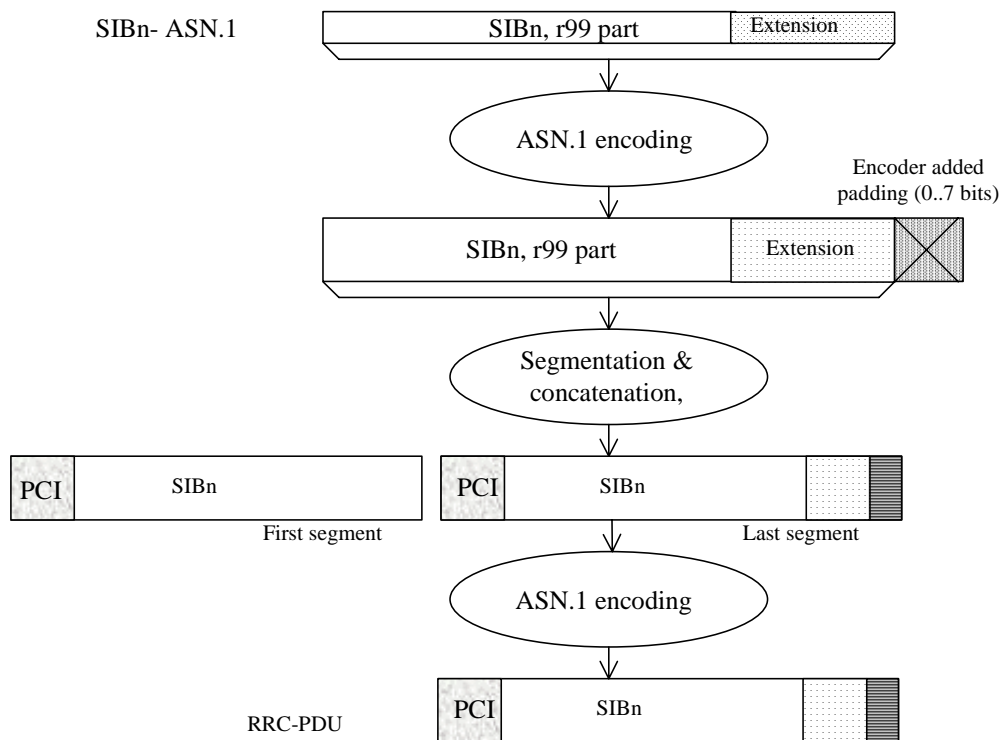 SIBn- ASN.1
SIBn, r99 part
Extension
ASN.1 encoding
Encoder added
padding (0..7 bits)
SIBn, r99 part
Extension
Segmentation &
concatenation,
PCI
SIBn
PCI
SIBn
First segment
Last segment
ASN.1 encoding
PCI
SIBn
RRC-PDU